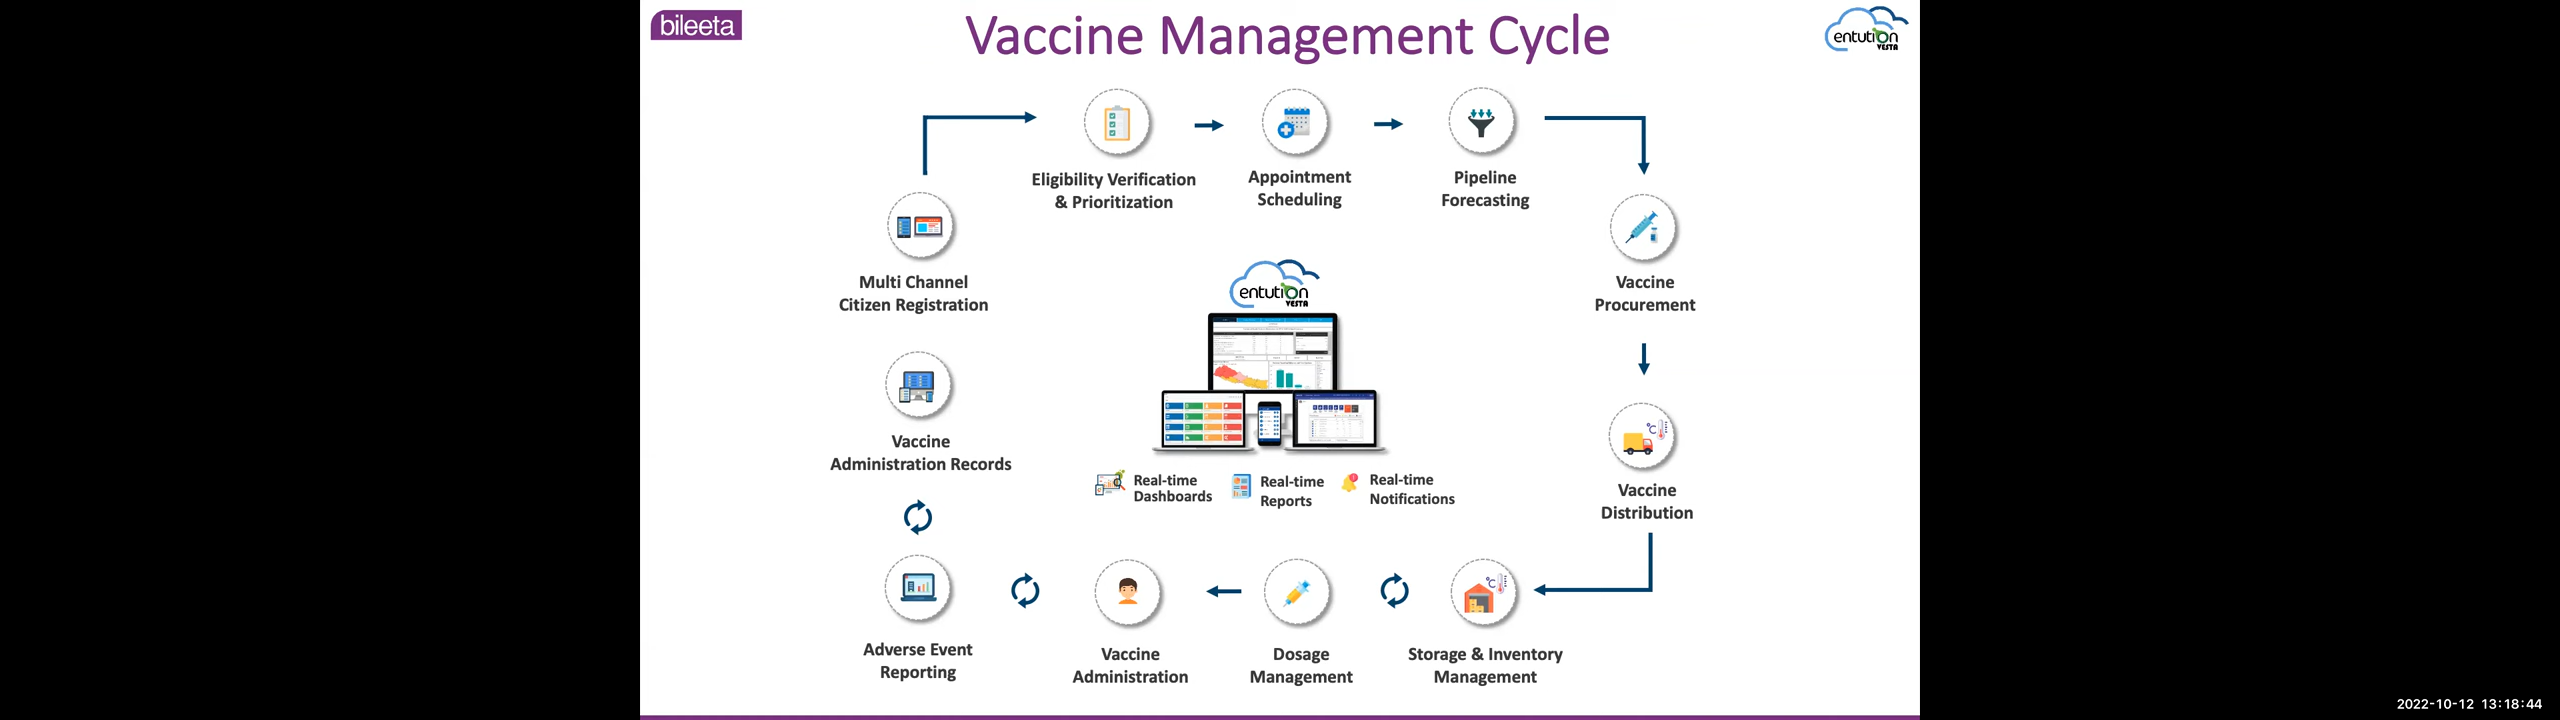 bileeta
Vaccine Management Cycle
entution
VESTA
Eligibility Verification
& Prioritization
Appointment
Scheduling
Pipeline
Forecasting
Multi Channel
Citizen Registration
Vaccine
Procurement
entution
VESTA
Vaccine
Administration Records
Real-time
Dashboards
Real-time
Reports
Real-time
Notifications
°C
Vaccine
Distribution
Adverse Event
Reporting
Vaccine
Administration
Dosage
Management
°C
Storage & Inventory
Management
2022-10-12 13:18:44